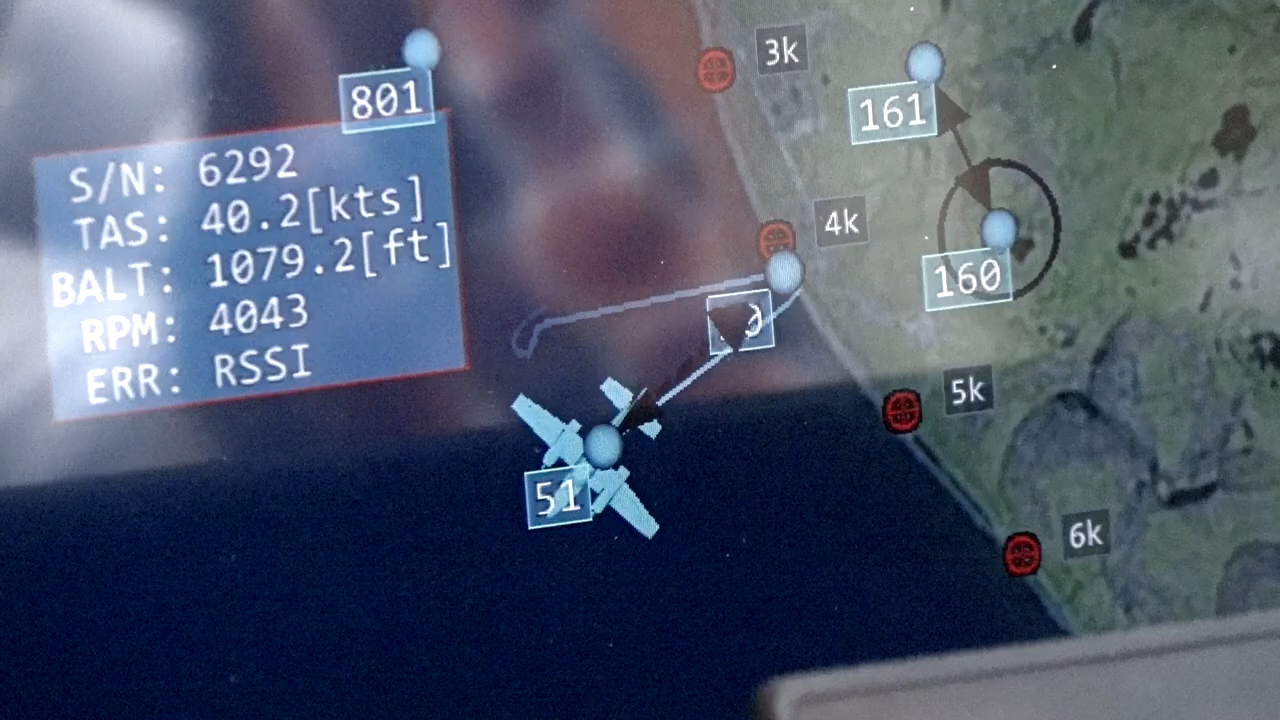 801
S/N: 6292
TAS: 40.2[kts]
BALT: 1079.2[ft]
RPM: 4043
ERR: RSSI
3k
161
4k
160
51
5k
6k